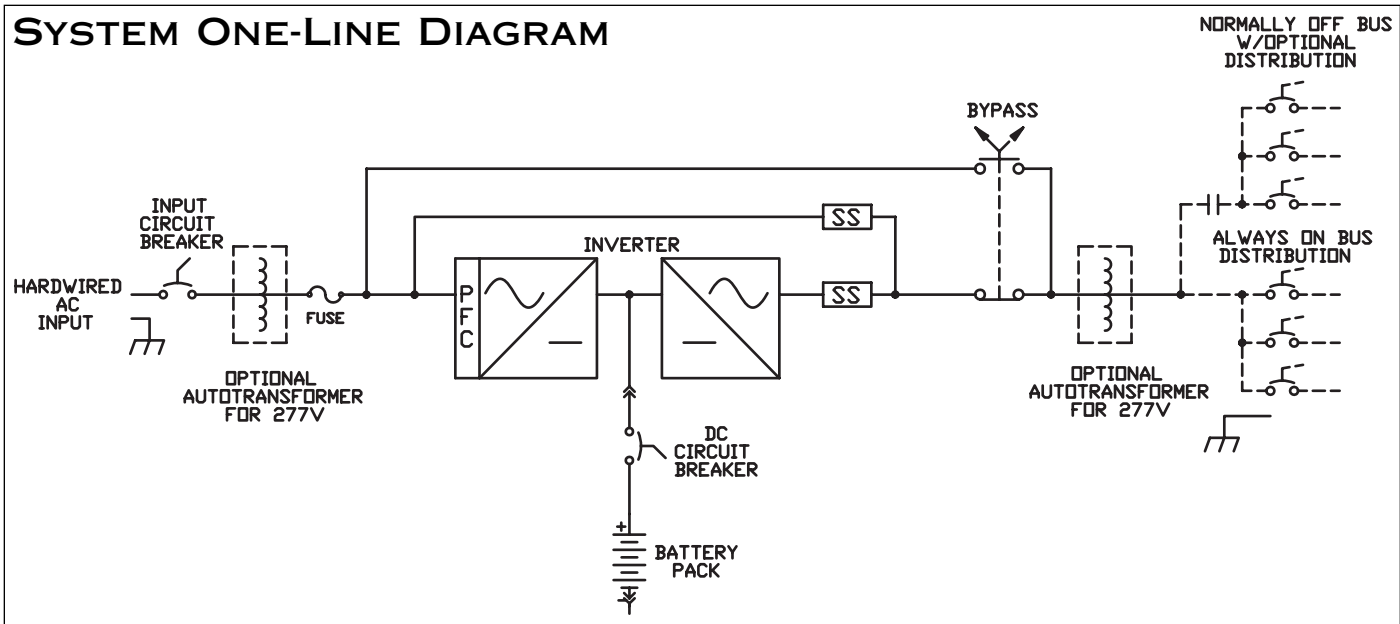 SYSTEM ONE-LINE DIAGRAM
NORMALLY OFF BUS
W/OPTIONAL
DISTRIBUTION
BYPASS
INPUT
CIRCUIT
BREAKER
HARDWIRED
AC
INPUT
FUSE
OPTIONAL
AUTOTRANSFORMER
FOR 277V
PFC
INVERTER
SS
SS
DC
CIRCUIT
BREAKER
+
BATTERY
PACK
-
OPTIONAL
AUTOTRANSFORMER
FOR 277V
ALWAYS ON BUS
DISTRIBUTION